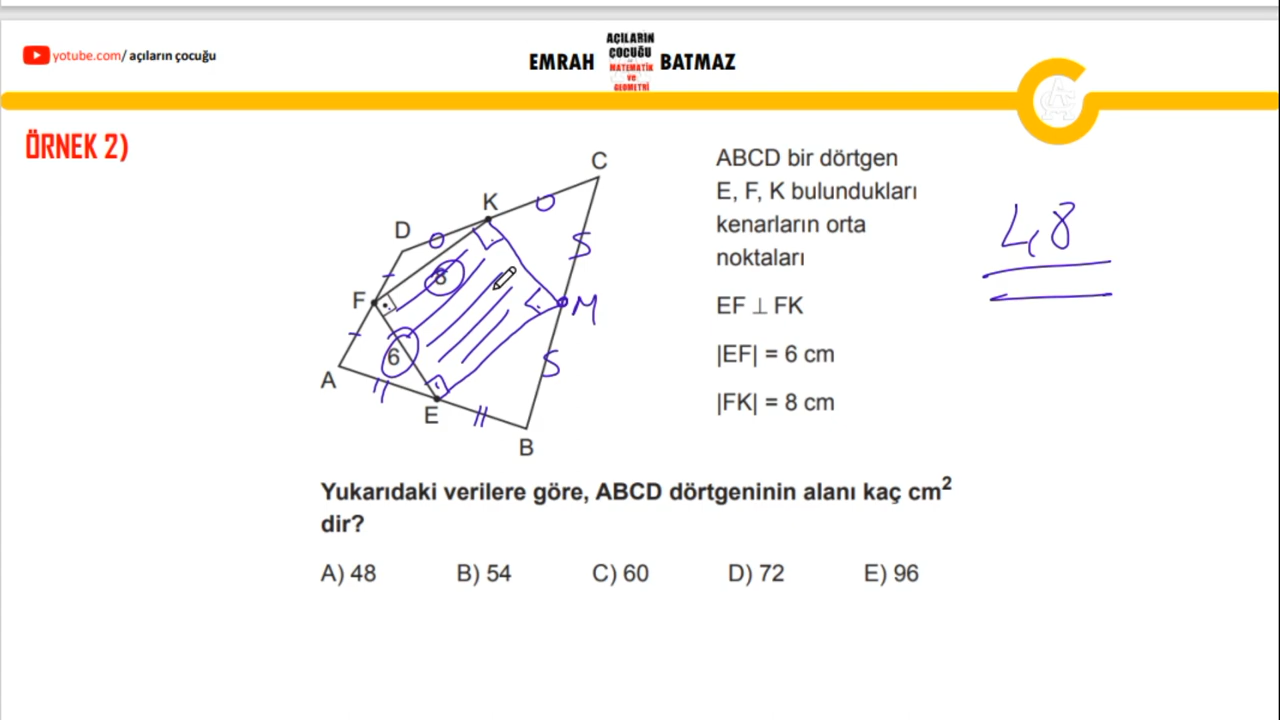 yotube.com/ açıların çocuğu
EMRAH
AÇILARIN
ÇOCUĞU
MATEMATİK
ve
GEOMETRİ
BATMAZ
ÖRNEK 2)
C
K
D
F
8
M
6
A
E
B
S
S
ABCD bir dörtgen
E, F, K bulundukları
kenarların orta
noktaları
EF ⊥ FK
|EF| = 6 cm
|FK| = 8 cm
48
Yukarıdaki verilere göre, ABCD dörtgeninin alanı kaç cm²
dir?
A) 48 B) 54 C) 60 D) 72 E) 96